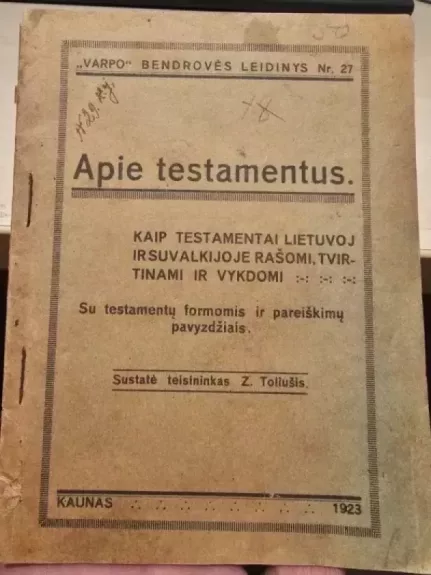 „VARPO" BENDROVĖS LEIDINYS Nr. 27
Apie testamentus.
KAIP TESTAMENTAI LIETUVOJ
IR SUVALKIJOJE RAŠOMI, TVIR-
TINAMI IR VYKDOMI :-: :-: :-:
Su testamentų formomis ir pareiškimų
pavyzdžiais.
Sustatė teisininkas Z. Toliušis.
KAUNAS 1923